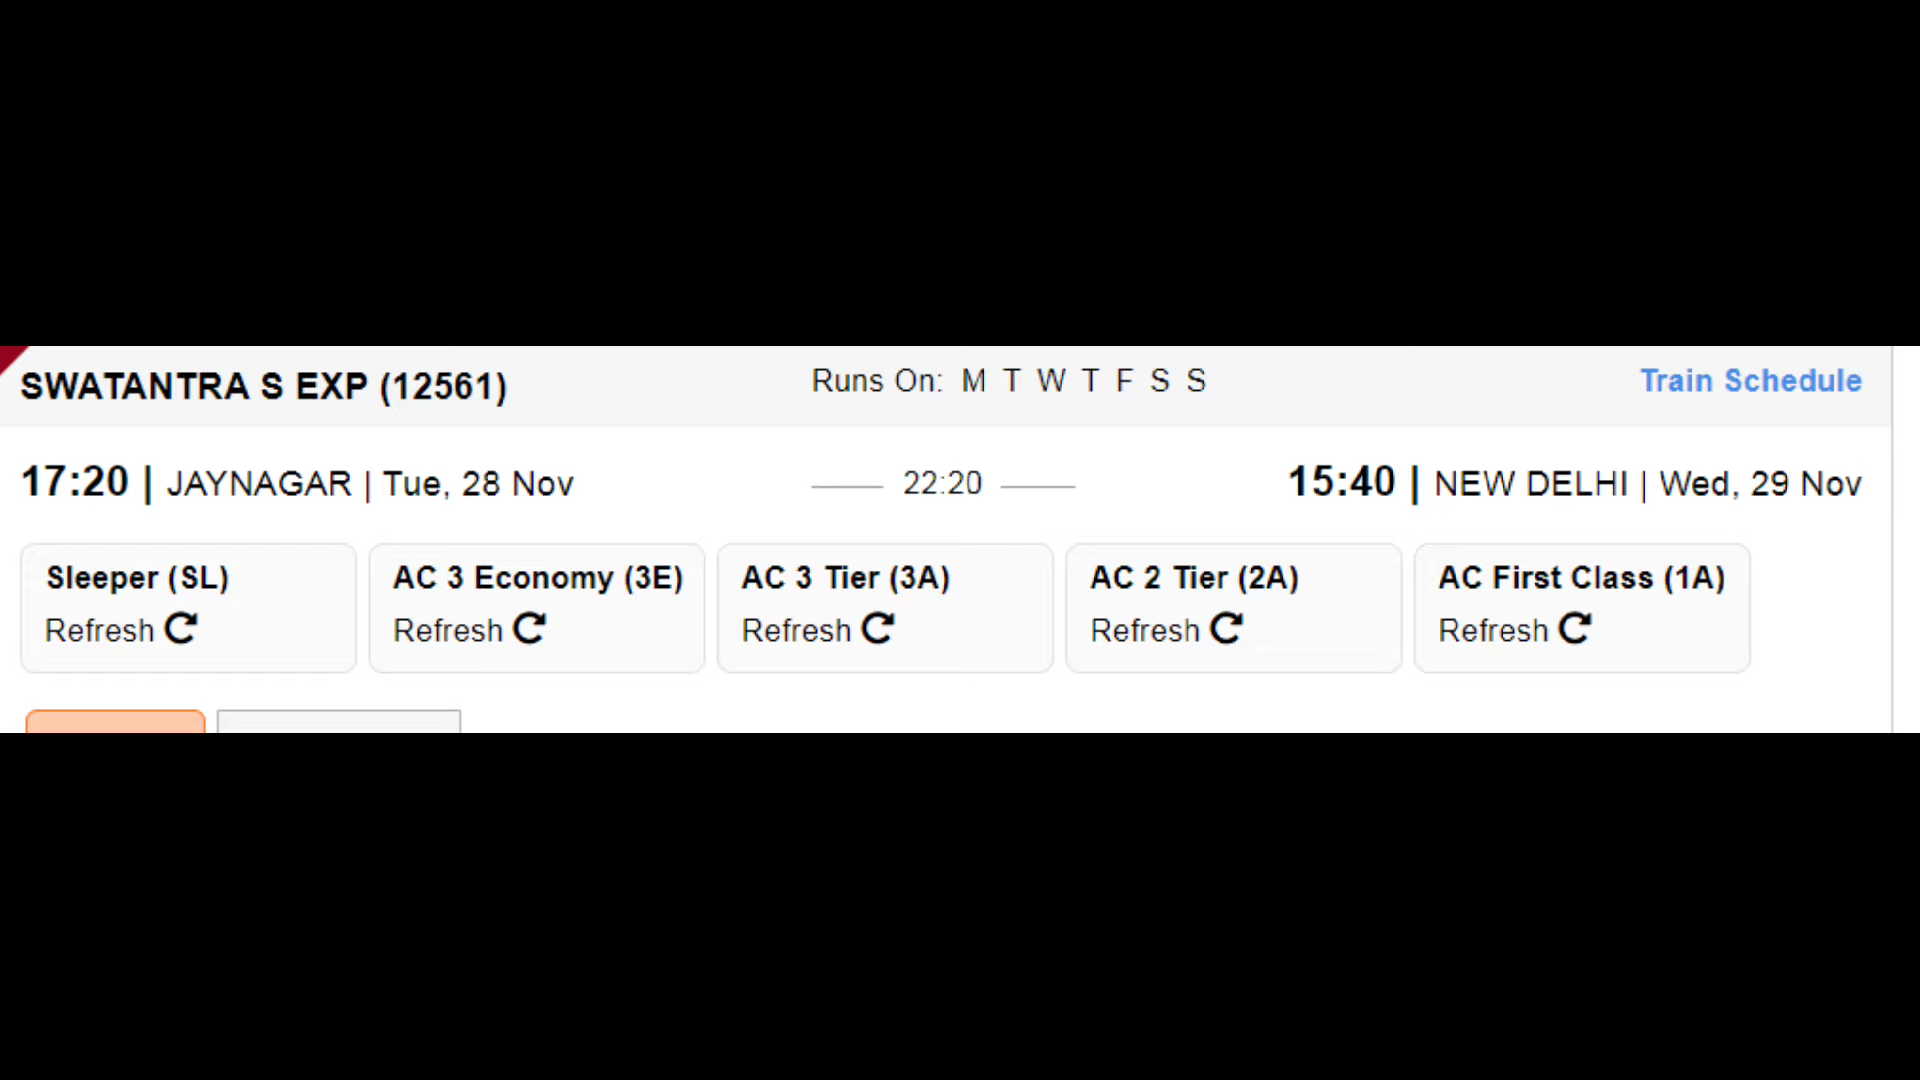 SWATANTRA S EXP (12561) Runs On: M T W T F S S Train Schedule
17:20 | JAYNAGAR | Tue, 28 Nov 22:20 15:40 | NEW DELHI | Wed, 29 Nov
Sleeper (SL) AC 3 Economy (3E) AC 3 Tier (3A) AC 2 Tier (2A) AC First Class (1A)
Refresh Refresh Refresh Refresh Refresh